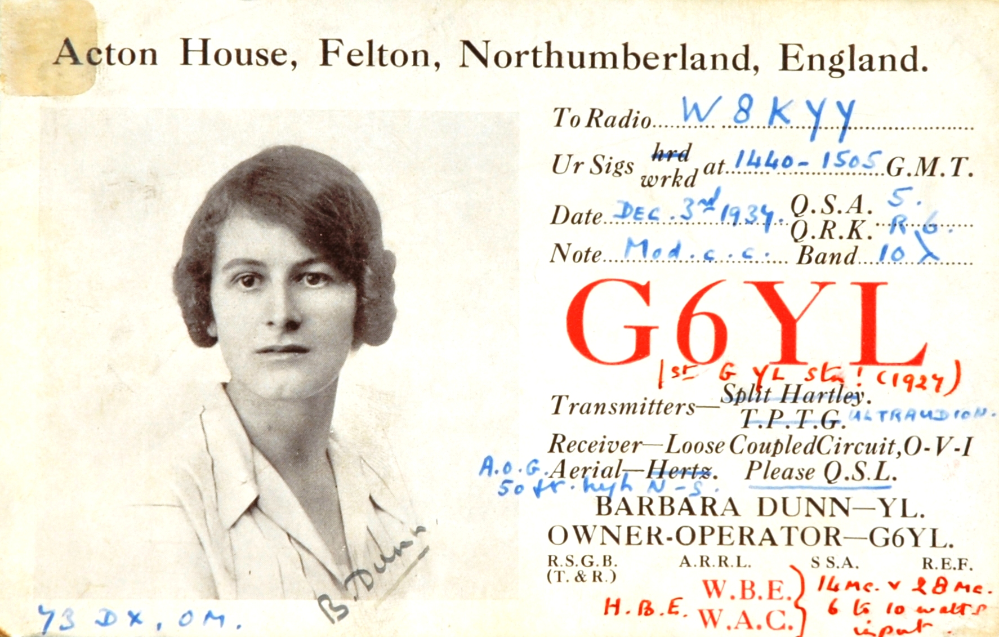 Acton House, Felton, Northumberland, England.
To Radio W8KYY
Ur Sigs hrd wrkd at 1440 - 1505 G.M.T.
Date DEC. 3rd 1937. Q.S.A. 5.
Q.R.K. R6.
Note Mod. c.c. Band 10 λ
G6YL
1st G YL stn! (1927)
Transmitters—Split Hartley.
T.P.T.G. ULTRAUDION.
Receiver—Loose Coupled Circuit, O-V-I
A.O.G. Aerial—Hertz. Please Q.S.L.
50 ft. high N-S.
BARBARA DUNN—YL.
OWNER-OPERATOR—G6YL.
R.S.G.B. A.R.R.L. S S.A. R.E.F.
(T. & R.)
W.B.E. 14 mc. v 28 mc.
H.B.E. W.A.C. 6 to 10 watts
input.
B. Dunn.
73 DX, OM.